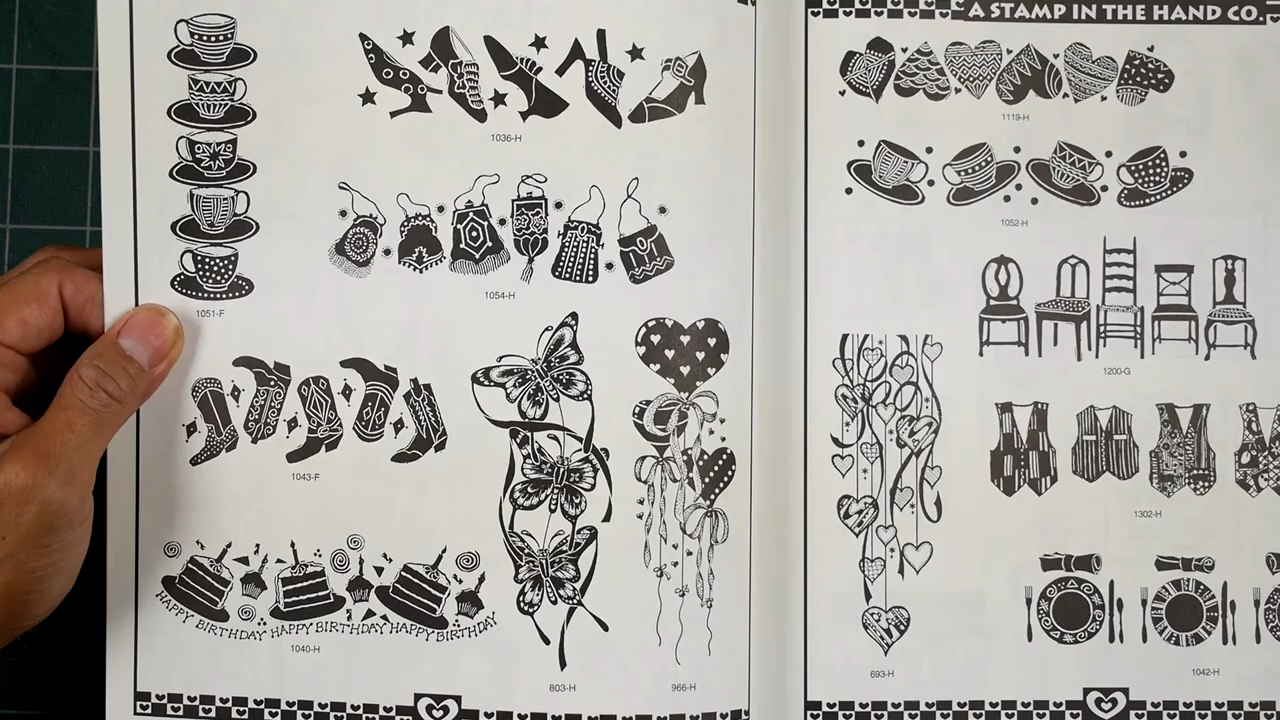 1051-F
1036-H
1054-H
1043-F
HAPPY BIRTHDAY HAPPY BIRTHDAY HAPPY BIRTHDAY
1040-H
803-H
966-H
A STAMP IN THE HAND CO.
1119-H
1052-H
1200-G
1302-H
693-H
1042-H